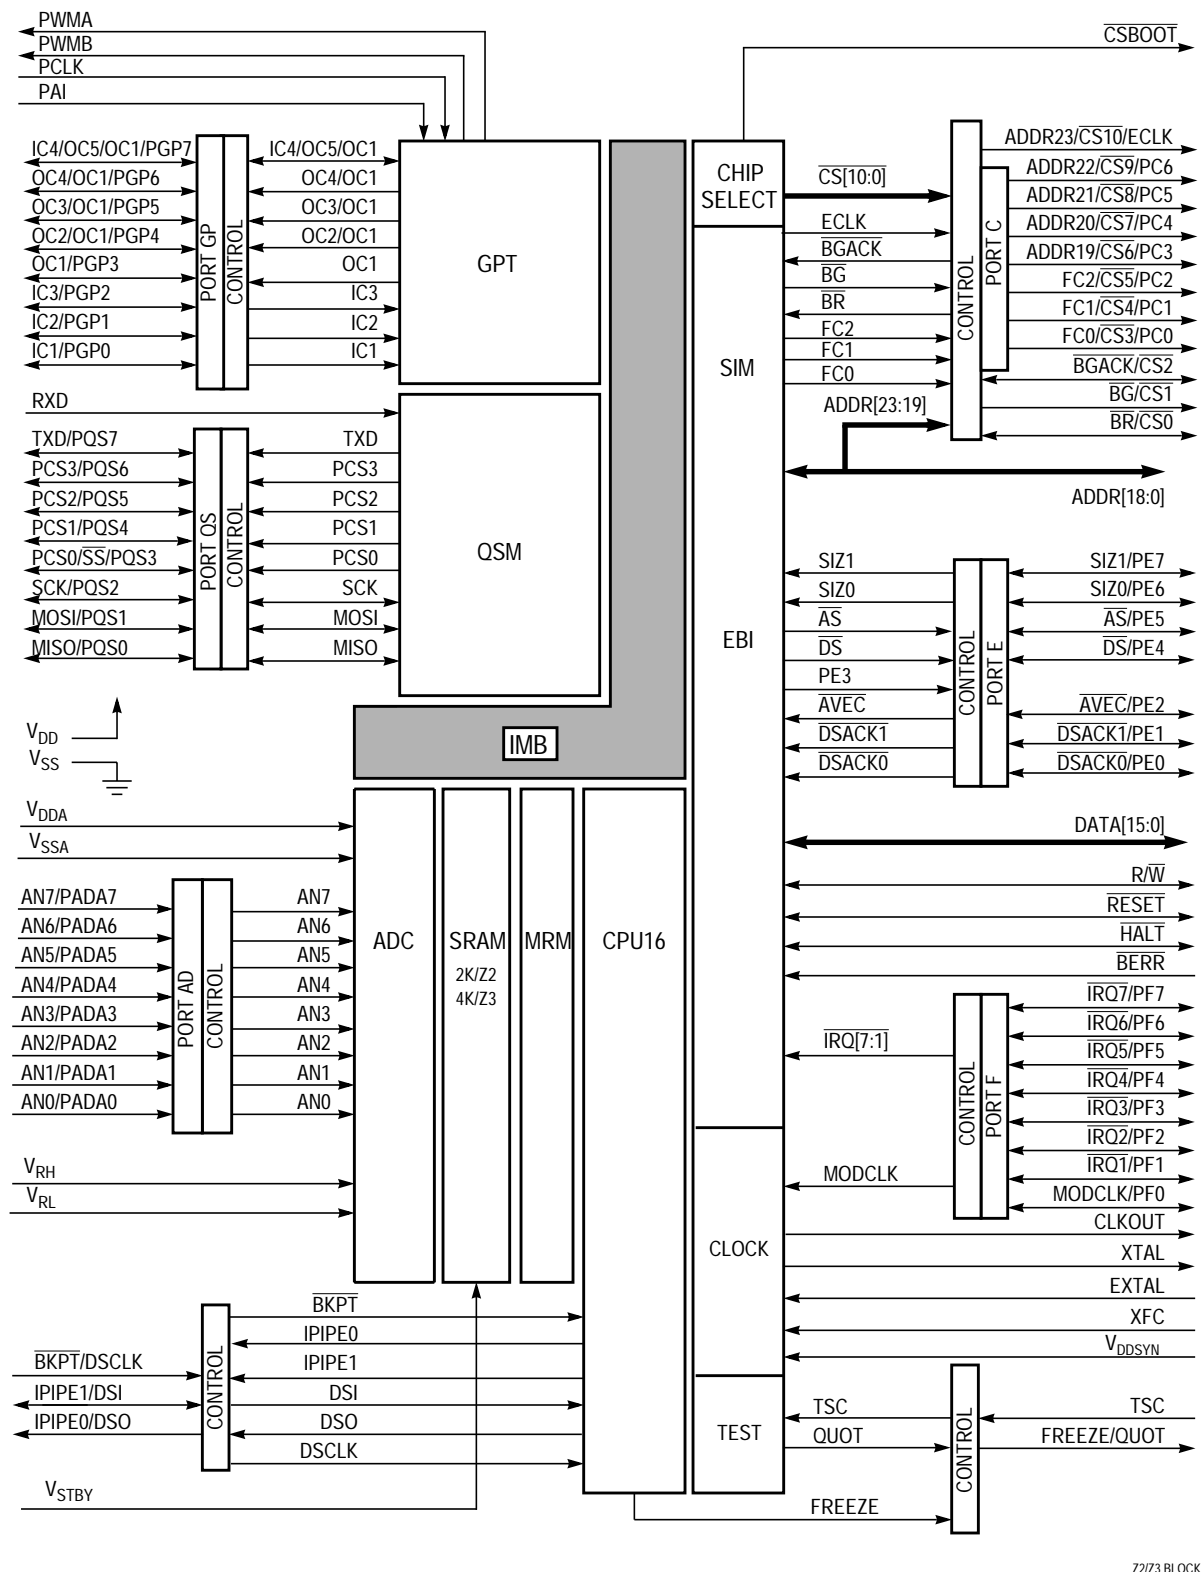 PWMA
PWMB
PCLK
PAI
CSBOOT
IC4/OC5/OC1/PGP7
OC4/OC1/PGP6
OC3/OC1/PGP5
OC2/OC1/PGP4
OC1/PGP3
IC3/PGP2
IC2/PGP1
IC1/PGP0
PORT GP
CONTROL
IC4/OC5/OC1
OC4/OC1
OC3/OC1
OC2/OC1
OC1
IC3
IC2
IC1
GPT
RXD
TXD/PQS7
PCS3/PQS6
PCS2/PQS5
PCS1/PQS4
PCS0/SS/PQS3
SCK/PQS2
MOSI/PQS1
MISO/PQS0
PORT QS
CONTROL
TXD
PCS3
PCS2
PCS1
PCS0
SCK
MOSI
MISO
QSM
VDD
VSS
IMB
VDDA
VSSA
AN7/PADA7
AN6/PADA6
AN5/PADA5
AN4/PADA4
AN3/PADA3
AN2/PADA2
AN1/PADA1
AN0/PADA0
PORT AD
CONTROL
AN7
AN6
AN5
AN4
AN3
AN2
AN1
AN0
VRH
VRL
ADC
SRAM
2K/Z2
4K/Z3
MRM
CPU16
BKPT/DSCLK
IPIPE1/DSI
IPIPE0/DSO
CONTROL
BKPT
IPIPE0
IPIPE1
DSI
DSO
DSCLK
VSTBY
CHIP
SELECT
SIM
EBI
CLOCK
TEST
CS[10:0]
ECLK
BGACK
BG
BR
FC2
FC1
FC0
ADDR[23:19]
CONTROL
PORT C
ADDR23/CS10/ECLK
ADDR22/CS9/PC6
ADDR21/CS8/PC5
ADDR20/CS7/PC4
ADDR19/CS6/PC3
FC2/CS5/PC2
FC1/CS4/PC1
FC0/CS3/PC0
BGACK/CS2
BG/CS1
BR/CS0
ADDR[18:0]
SIZ1
SIZ0
AS
DS
PE3
AVEC
DSACK1
DSACK0
CONTROL
PORT E
SIZ1/PE7
SIZ0/PE6
AS/PE5
DS/PE4
AVEC/PE2
DSACK1/PE1
DSACK0/PE0
DATA[15:0]
R/W
RESET
HALT
BERR
IRQ[7:1]
MODCLK
CONTROL
PORT F
IRQ7/PF7
IRQ6/PF6
IRQ5/PF5
IRQ4/PF4
IRQ3/PF3
IRQ2/PF2
IRQ1/PF1
MODCLK/PF0
CLKOUT
XTAL
EXTAL
XFC
VDDSYN
TSC
QUOT
FREEZE
CONTROL
TSC
FREEZE/QUOT
Z2/Z3 BLOCK